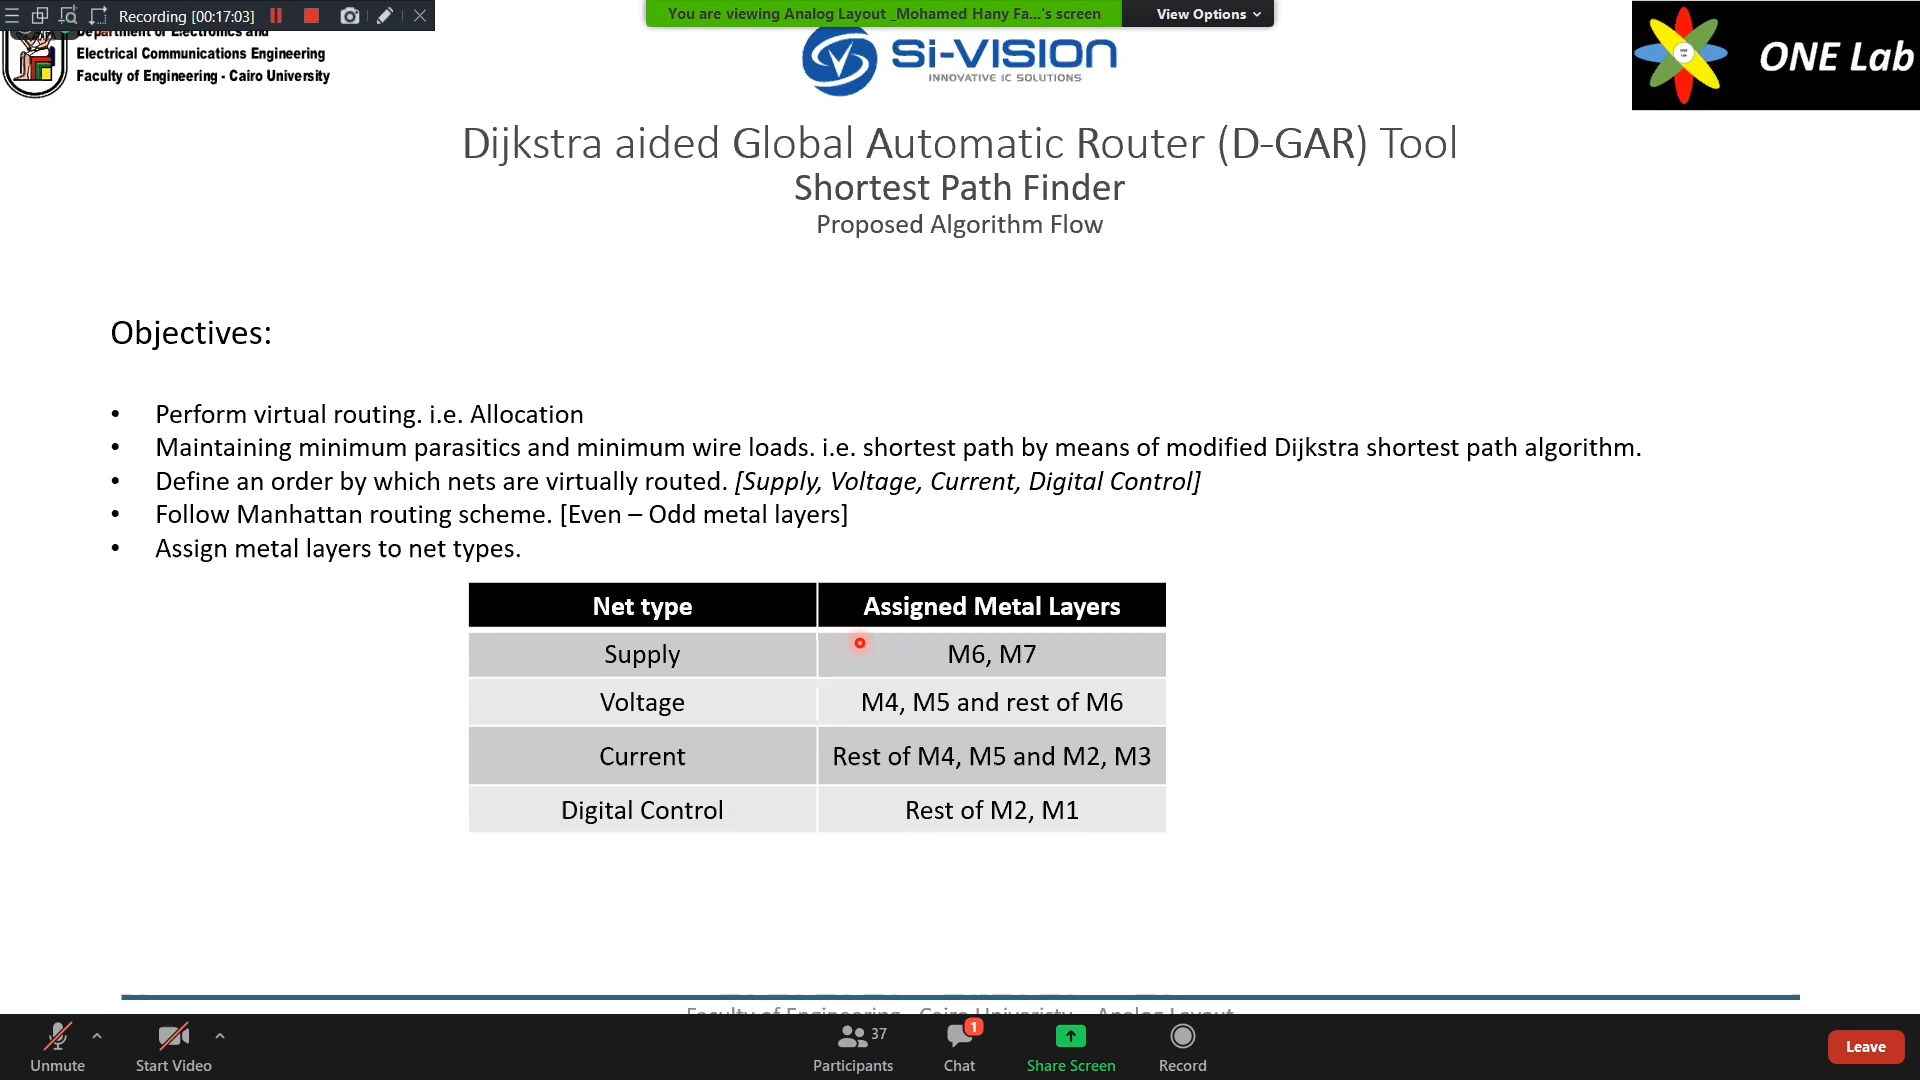 Recording [00:17:03]
You are viewing Analog Layout _Mohamed Hany Fa...'s screen
View Options
Department of Electronics and
Electrical Communications Engineering
Faculty of Engineering - Cairo University
Si-VISION
INNOVATIVE IC SOLUTIONS
ONE Lab
Dijkstra aided Global Automatic Router (D-GAR) Tool
Shortest Path Finder
Proposed Algorithm Flow
Objectives:
• Perform virtual routing. i.e. Allocation
• Maintaining minimum parasitics and minimum wire loads. i.e. shortest path by means of modified Dijkstra shortest path algorithm.
• Define an order by which nets are virtually routed. [Supply, Voltage, Current, Digital Control]
• Follow Manhattan routing scheme. [Even – Odd metal layers]
• Assign metal layers to net types.
Net type Assigned Metal Layers
Supply M6, M7
Voltage M4, M5 and rest of M6
Current Rest of M4, M5 and M2, M3
Digital Control Rest of M2, M1
Unmute
Start Video
37
Participants
1
Chat
Share Screen
Record
Leave